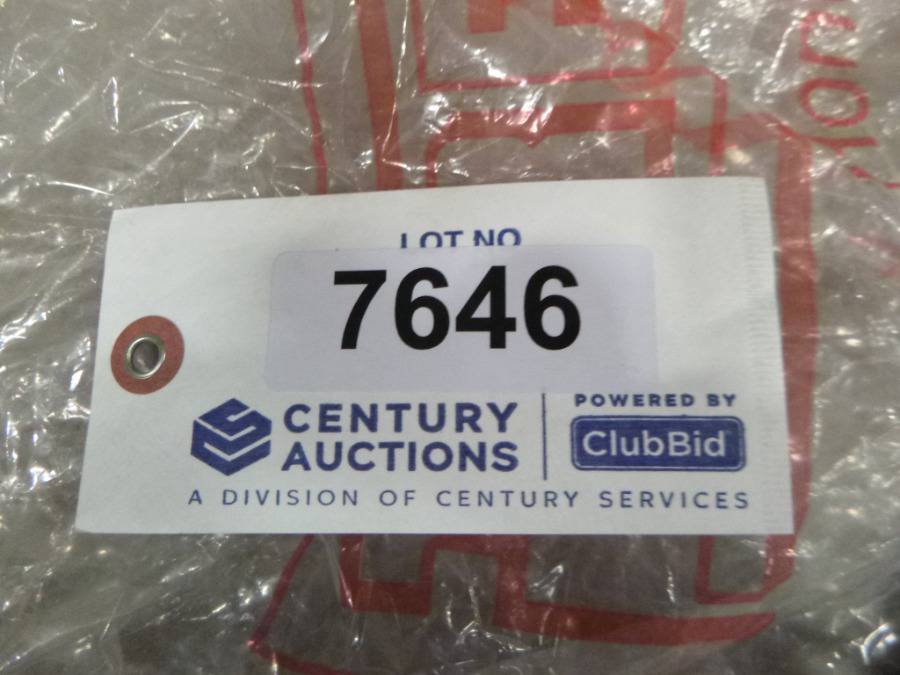 LOT NO
7646
CENTURY AUCTIONS
POWERED BY
ClubBid
A DIVISION OF CENTURY SERVICES